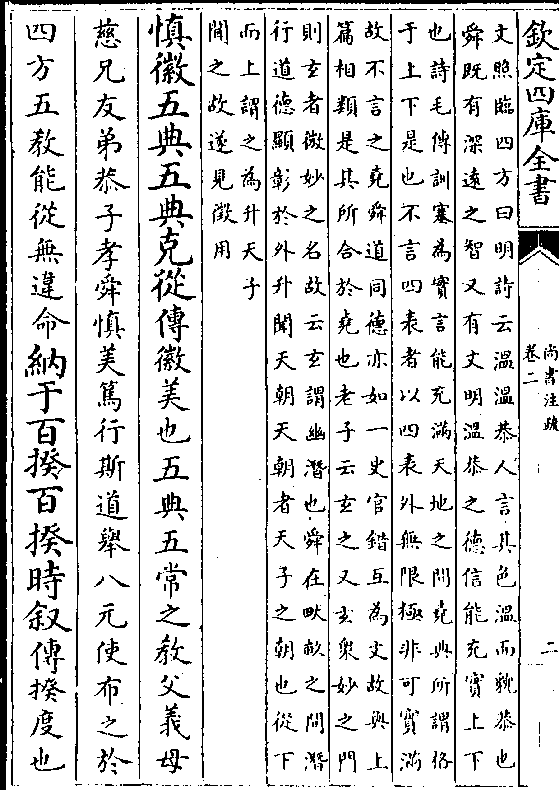 欽定四庫全書
尚書注疏
卷二
二
文照臨四方曰明詩云溫溫恭人言其色溫而貌恭也
舜既有深遠之智又有文明溫恭之德信能充實上下
也詩毛傳訓塞為實言能充滿天地之間堯典所謂格
于上下是也不言四表者以四表外無限極非可實滿
故不言之堯舜道同德亦如一史官錯互為文故與上
篇相類是其所合於堯也老子云玄之又玄衆妙之門
則玄者微妙之名故云玄謂幽潛也舜在畎畝之間潛
行道德顯彰於外升聞天朝天朝者天子之朝也從下
而上謂之為升天子
聞之故遂見徵用
慎徽五典五典克從傳徽美也五典五常之教父義母
慈兄友弟恭子孝舜慎美篤行斯道舉八元使布之於
四方五教能從無違命納于百揆百揆時叙傳揆度也